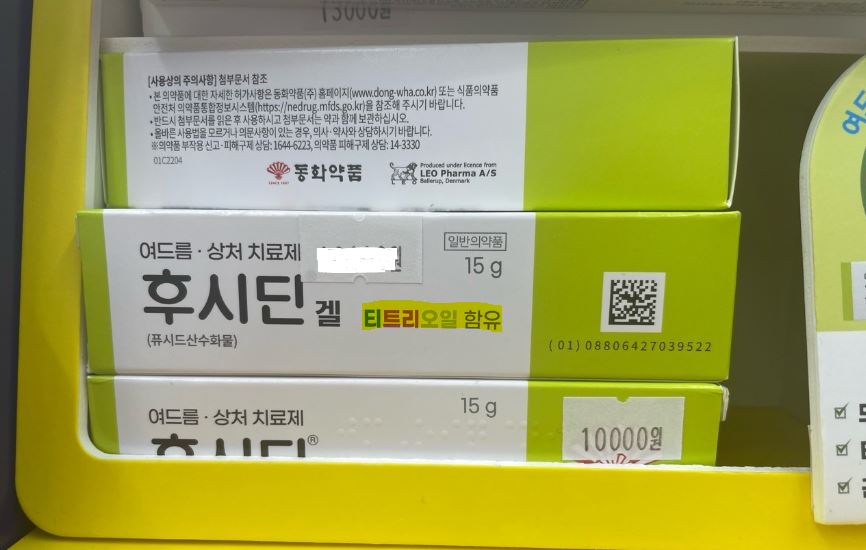 13000원
[사용상의 주의사항] 첨부문서 참조
• 본 의약품에 대한 자세한 허가사항은 동화약품(주) 홈페이지(www.dong-wha.co.kr) 또는 식품의약품
안전처 의약품통합정보시스템(https://nedrug.mfds.go.kr)을 참조해 주시기 바랍니다.
• 반드시 첨부문서를 읽은 후 사용하시고 첨부문서는 약과 함께 보관하십시오.
• 올바른 사용법을 모르거나 의문사항이 있는 경우, 의사·약사와 상담하시기 바랍니다.
※의약품 부작용 신고·피해구제 상담: 1644-6223, 의약품 피해구제 상담: 14-3330
01C2204
SINCE 1897
동화약품
Produced under licence from
LEO Pharma A/S
Ballerup, Denmark
여드름·상처 치료제
일반의약품
15 g
후시딘 겔 티트리오일 함유
(퓨시드산수화물)
(01)08806427039522
여드름·상처 치료제
15 g
후시딘®
10000원
여드